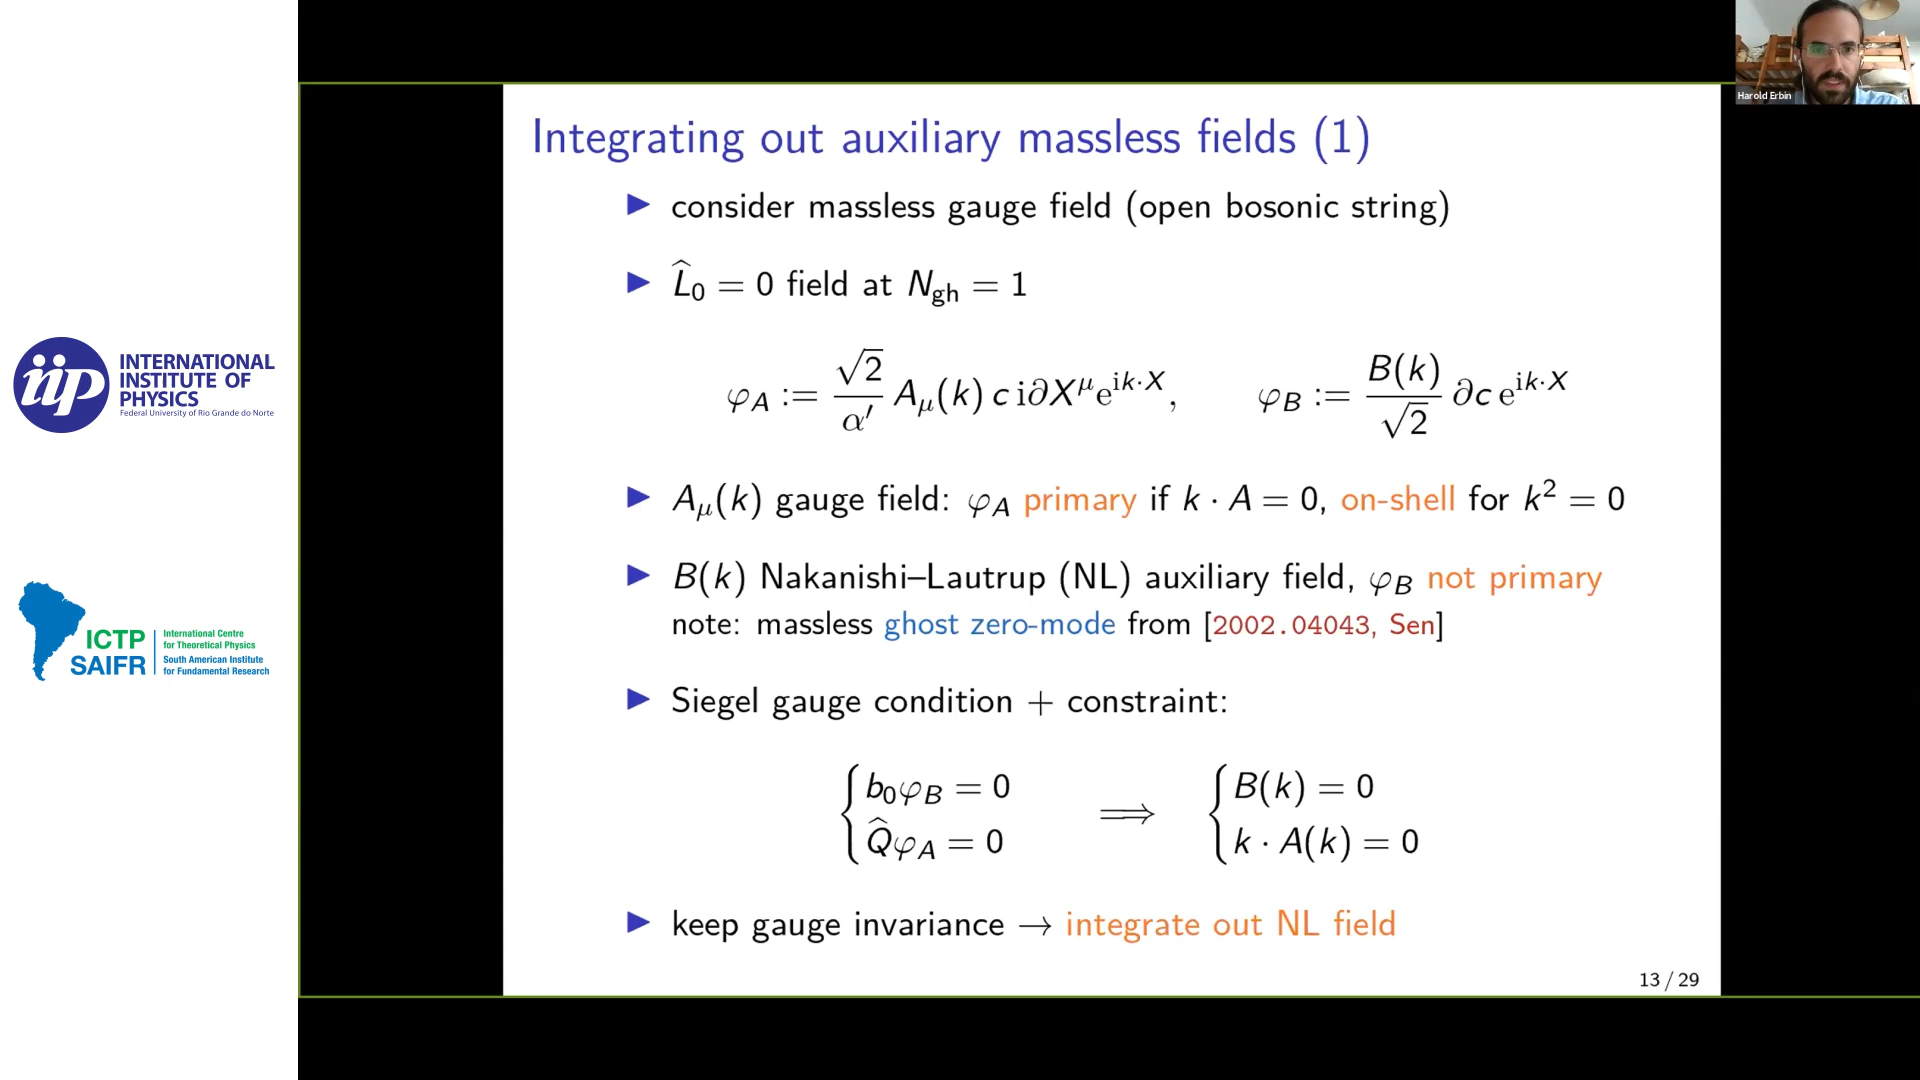 Harold Erbin
Integrating out auxiliary massless fields (1)
▶ consider massless gauge field (open bosonic string)
▶ L̂₀ = 0 field at N_gh = 1
φ_A := √2/α′ A_μ(k) c i∂X^μ e^{ik·X},   φ_B := B(k)/√2 ∂c e^{ik·X}
▶ A_μ(k) gauge field: φ_A primary if k · A = 0, on-shell for k² = 0
▶ B(k) Nakanishi–Lautrup (NL) auxiliary field, φ_B not primary
note: massless ghost zero-mode from [2002.04043, Sen]
▶ Siegel gauge condition + constraint:
{ b₀φ_B = 0   ⟹   { B(k) = 0
{ Q̂φ_A = 0   ⟹   { k · A(k) = 0
▶ keep gauge invariance → integrate out NL field
13 / 29
iip
INTERNATIONAL
INSTITUTE OF
PHYSICS
Federal University of Rio Grande do Norte
ICTP
SAIFR
International Centre
for Theoretical Physics
South American Institute
for Fundamental Research